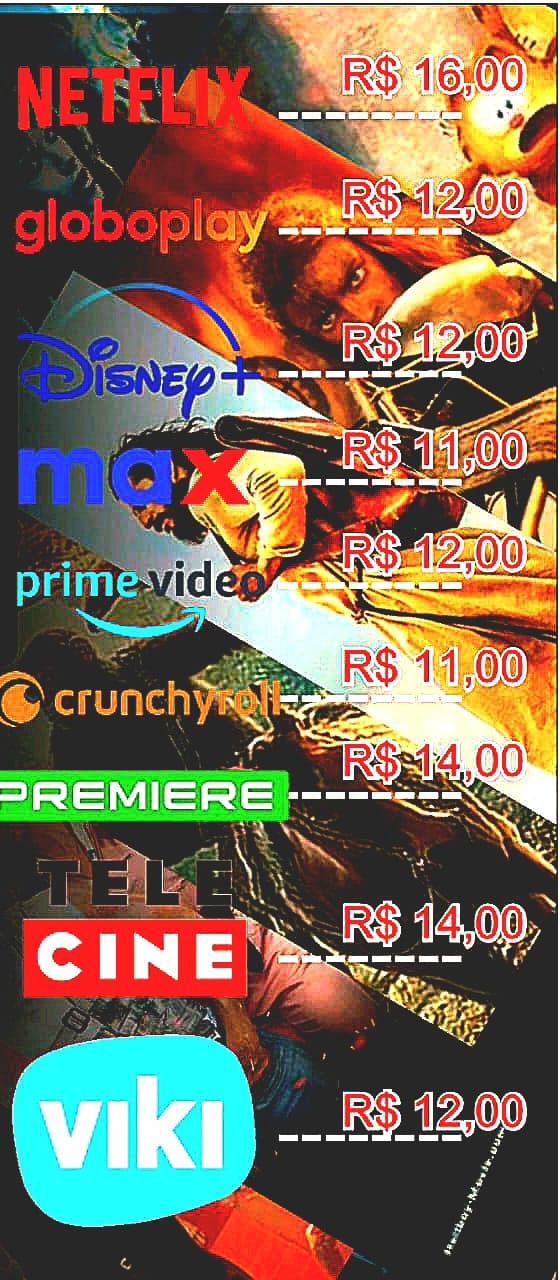 NETFLIX R$ 16,00
globoplay R$ 12,00
Disney+ R$ 12,00
max R$ 11,00
prime video R$ 12,00
crunchyroll R$ 11,00
PREMIERE R$ 14,00
TELE
CINE R$ 14,00
viki R$ 12,00